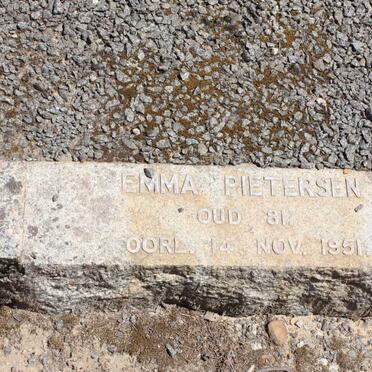 EMMA PIETERSEN
OUD 81.
OORL. 14 NOV. 1951.